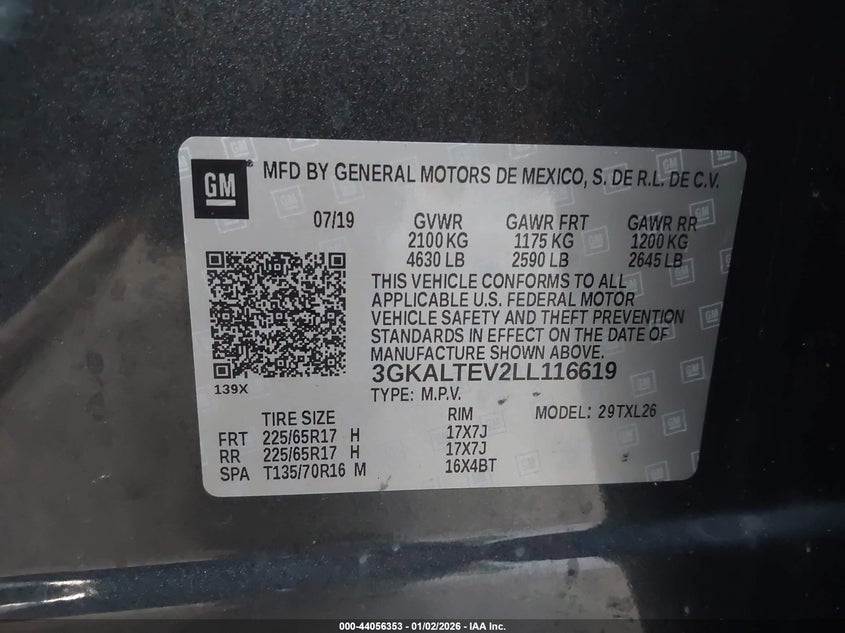 GM ® MFD BY GENERAL MOTORS DE MEXICO, S. DE R.L. DE C.V.
07/19 GVWR GAWR FRT GAWR RR
2100 KG 1175 KG 1200 KG
4630 LB 2590 LB 2645 LB
THIS VEHICLE CONFORMS TO ALL
APPLICABLE U.S. FEDERAL MOTOR
VEHICLE SAFETY AND THEFT PREVENTION
STANDARDS IN EFFECT ON THE DATE OF
MANUFACTURE SHOWN ABOVE.
3GKALTEV2LL116619
139X
TYPE: M.P.V. MODEL: 29TXL26
TIRE SIZE RIM
FRT 225/65R17 H 17X7J
RR 225/65R17 H 17X7J
SPA T135/70R16 M 16X4BT
000-44056353 - 01/02/2026 - IAA Inc.